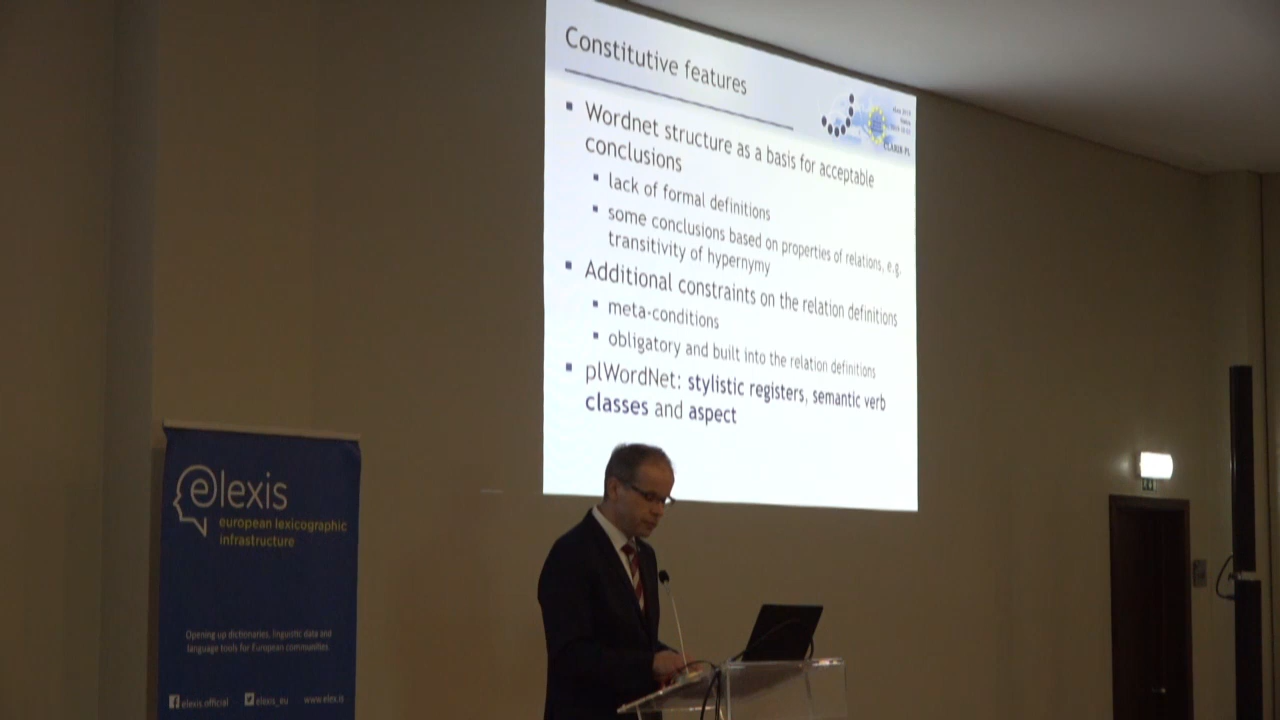 Constitutive features
Wordnet structure as a basis for acceptable
conclusions
lack of formal definitions
some conclusions based on properties of relations, e.g.
transitivity of hypernymy
Additional constraints on the relation definitions
meta-conditions
obligatory and built into the relation definitions
plWordNet: stylistic registers, semantic verb
classes and aspect
CLARIN-PL
elexis
european lexicographic
infrastructure
Opening up dictionaries, linguistic data and
language tools for European communities
elexis.official
elexis_eu
www.elex.is